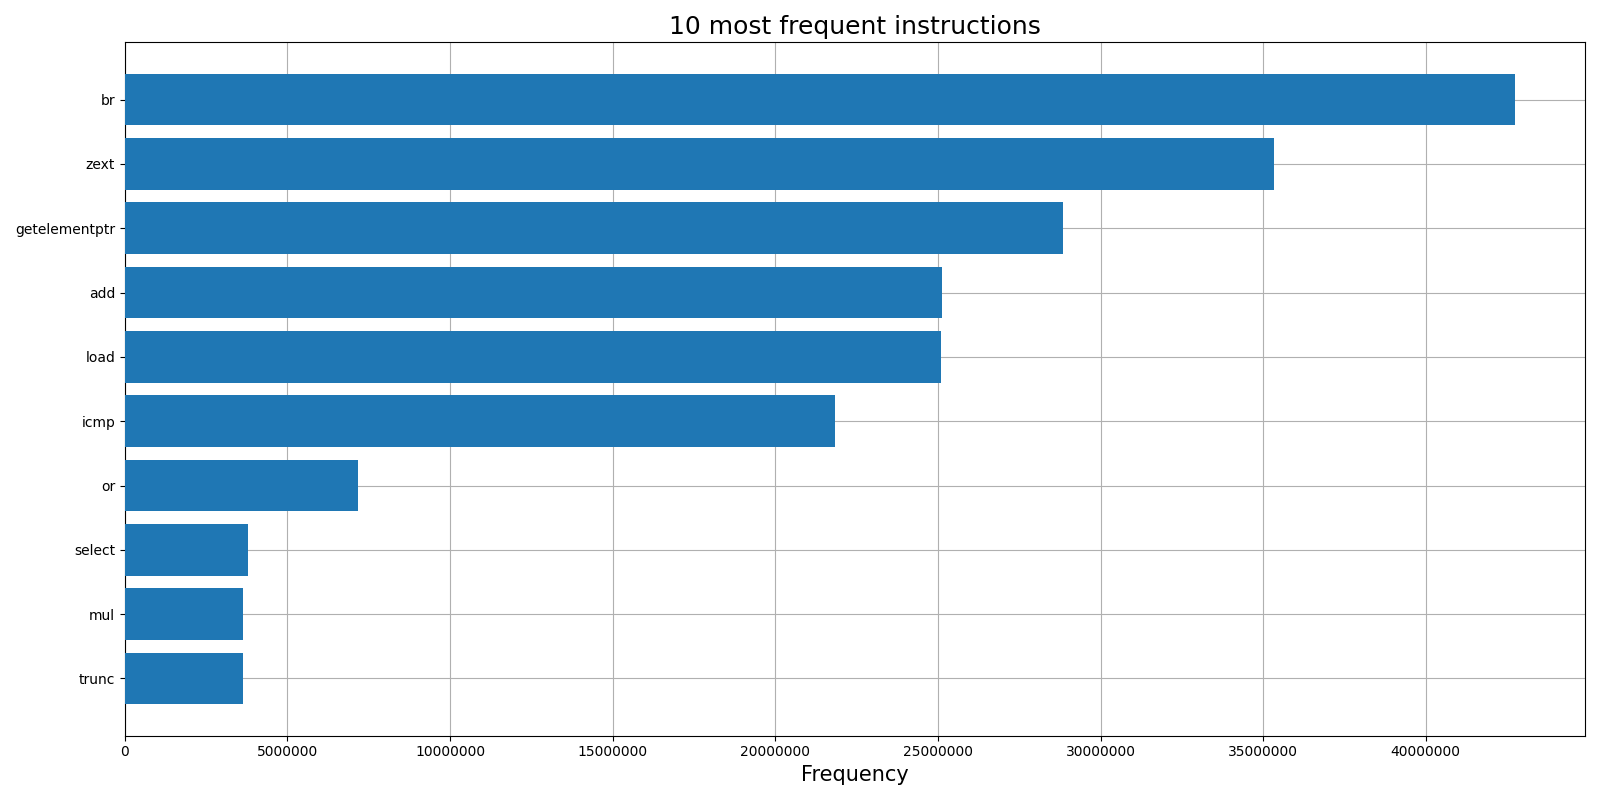 10 most frequent instructions
br
zext
getelementptr
add
load
icmp
or
select
mul
trunc
0 5000000 10000000 15000000 20000000 25000000 30000000 35000000 40000000
Frequency